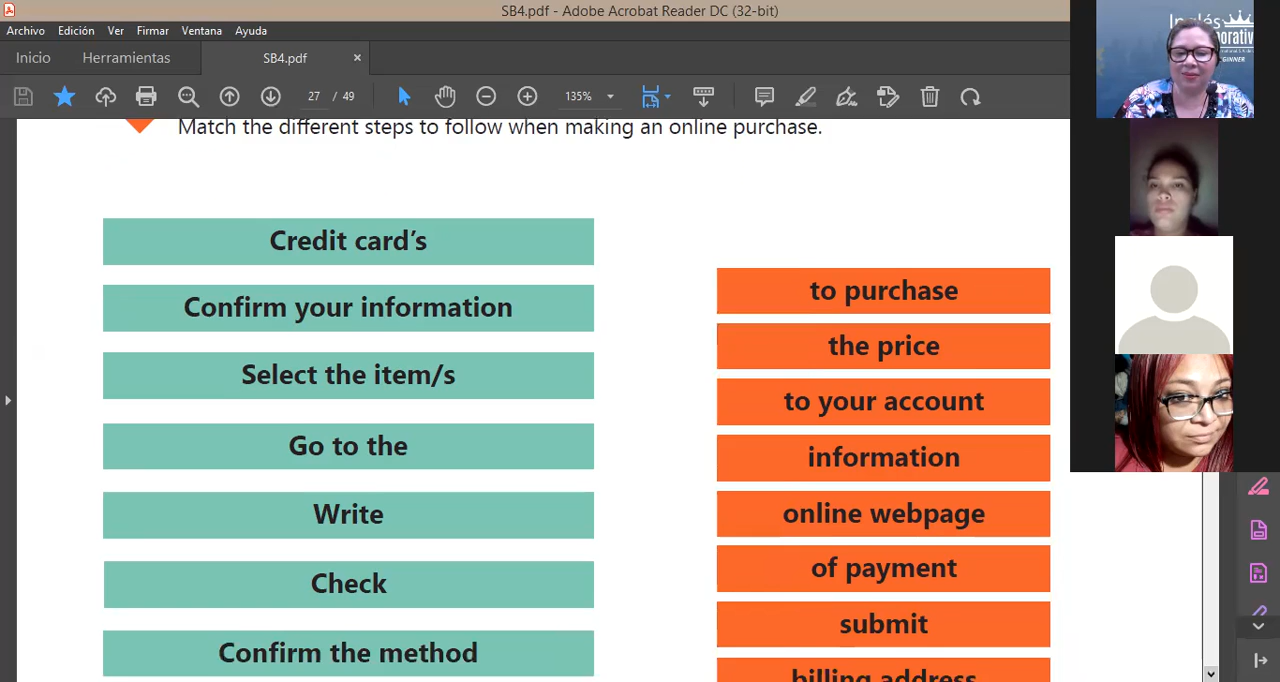 SB4.pdf - Adobe Acrobat Reader DC (32-bit)
Archivo Edición Ver Firmar Ventana Ayuda
Inicio Herramientas SB4.pdf ×
27 / 49 135%
Match the different steps to follow when making an online purchase.
Credit card's
Confirm your information
Select the item/s
Go to the
Write
Check
Confirm the method
to purchase
the price
to your account
information
online webpage
of payment
submit
billing address
Inglés